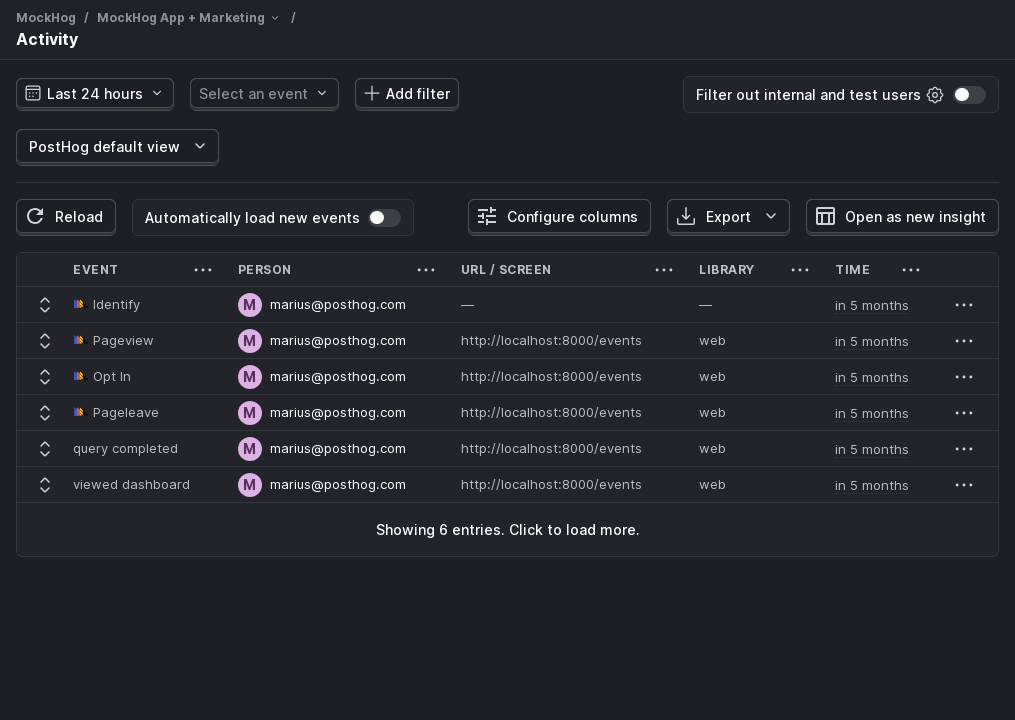 MockHog / MockHog App + Marketing /
Activity
Last 24 hours Select an event Add filter Filter out internal and test users
PostHog default view
Reload Automatically load new events Configure columns Export Open as new insight
EVENT PERSON URL / SCREEN LIBRARY TIME
Identify M marius@posthog.com — — in 5 months
Pageview M marius@posthog.com http://localhost:8000/events web in 5 months
Opt In M marius@posthog.com http://localhost:8000/events web in 5 months
Pageleave M marius@posthog.com http://localhost:8000/events web in 5 months
query completed M marius@posthog.com http://localhost:8000/events web in 5 months
viewed dashboard M marius@posthog.com http://localhost:8000/events web in 5 months
Showing 6 entries. Click to load more.